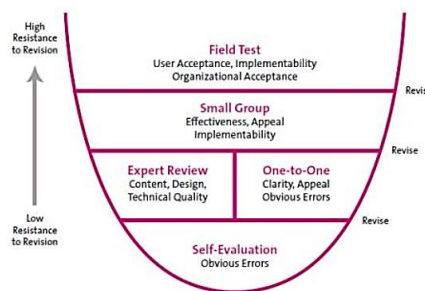 High
Resistance
to Revision
Field Test
User Acceptance, Implementability
Organizational Acceptance
Revis
Small Group
Effectiveness, Appeal
Implementability
Revise
Expert Review
Content, Design,
Technical Quality
One-to-One
Clarity, Appeal
Obvious Errors
Low
Resistance
to Revision
Revise
Self-Evaluation
Obvious Errors